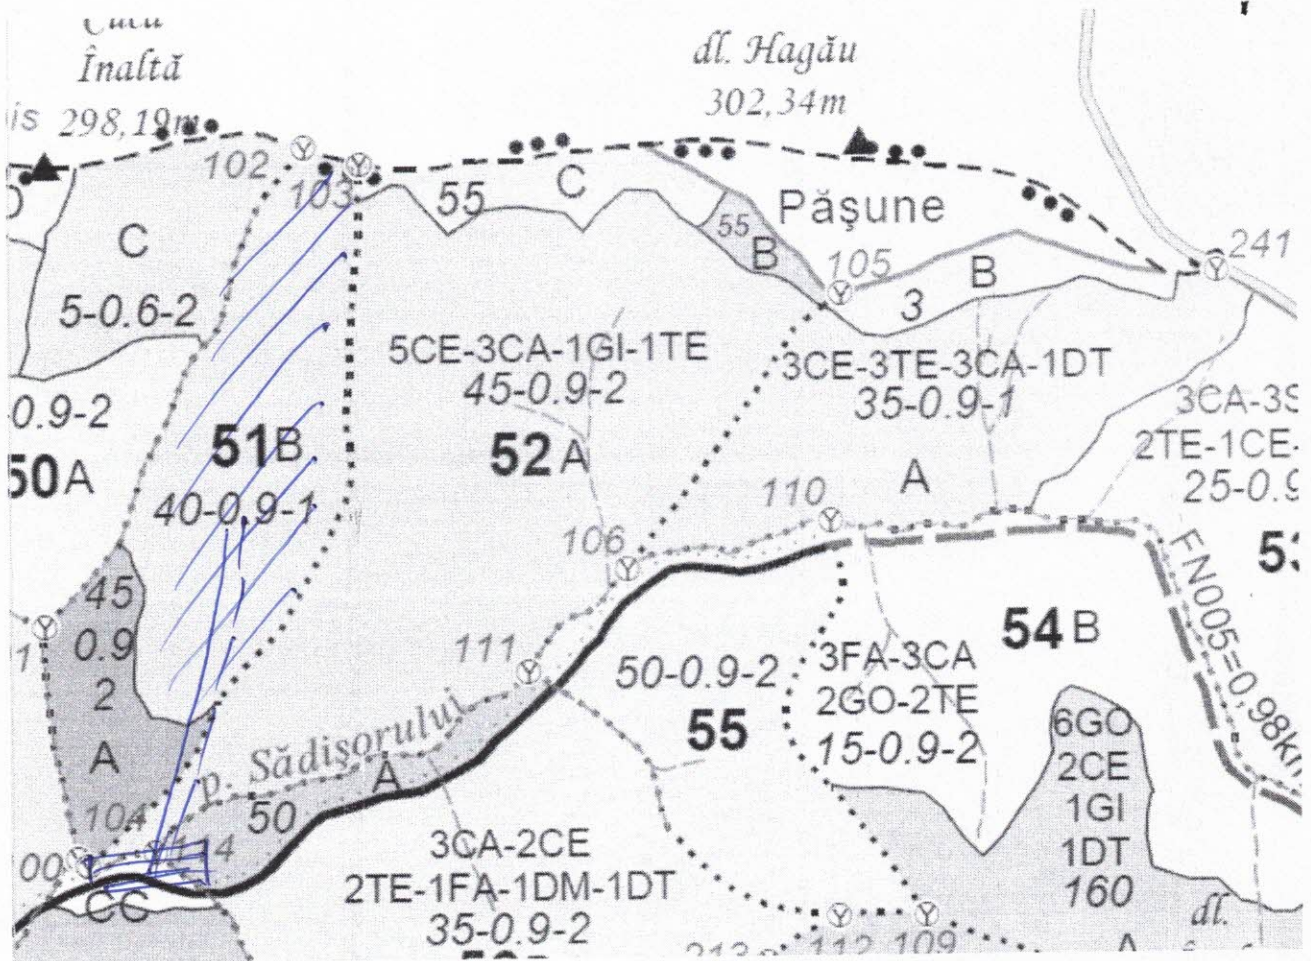 Înaltă
298,19m
dl. Hagău
302,34m
102
103
55
C
Păşune
55
B
105
241
C
B
3
5-0.6-2
5CE-3CA-1GI-1TE
45-0.9-2
3CE-3TE-3CA-1DT
35-0.9-1
-0.9-2
3CA-3S
2TE-1CE-
25-0.9
50A
51B
52A
A
40-0.9-1
110
106
FN005=0,98km
45
0.9
2
A
54B
111
50-0.9-2
55
3FA-3CA
2GO-2TE
15-0.9-2
6GO
2CE
1GI
1DT
160
p. Sădişorului
A
104
50
114
00
CC
3CA-2CE
2TE-1FA-1DM-1DT
35-0.9-2
112
109
dl.
A